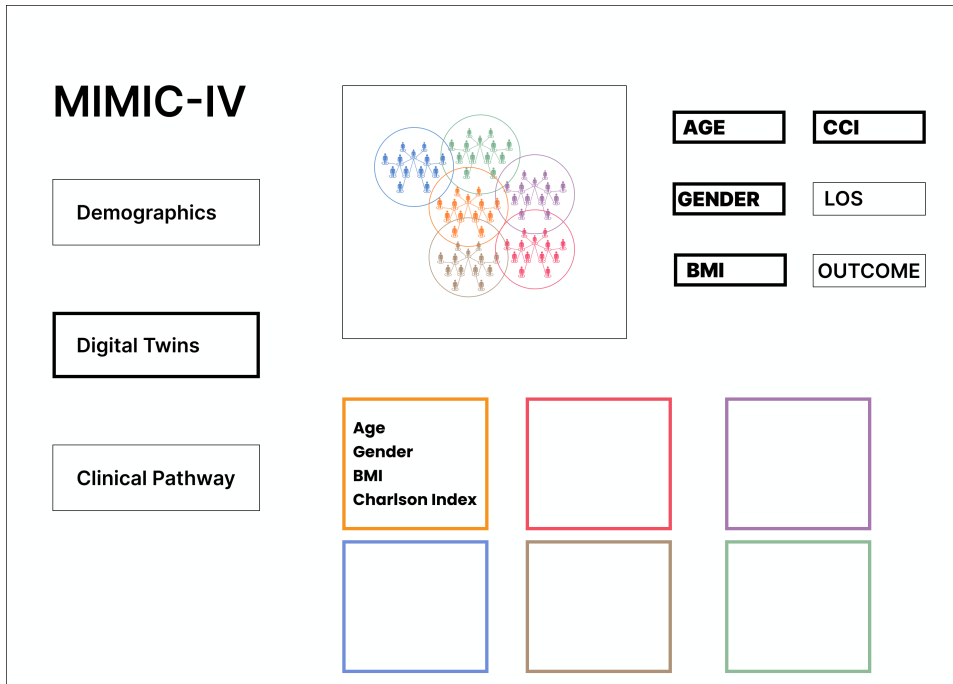 MIMIC-IV
Demographics
Digital Twins
Clinical Pathway
AGE
CCI
GENDER
LOS
BMI
OUTCOME
Age
Gender
BMI
Charlson Index